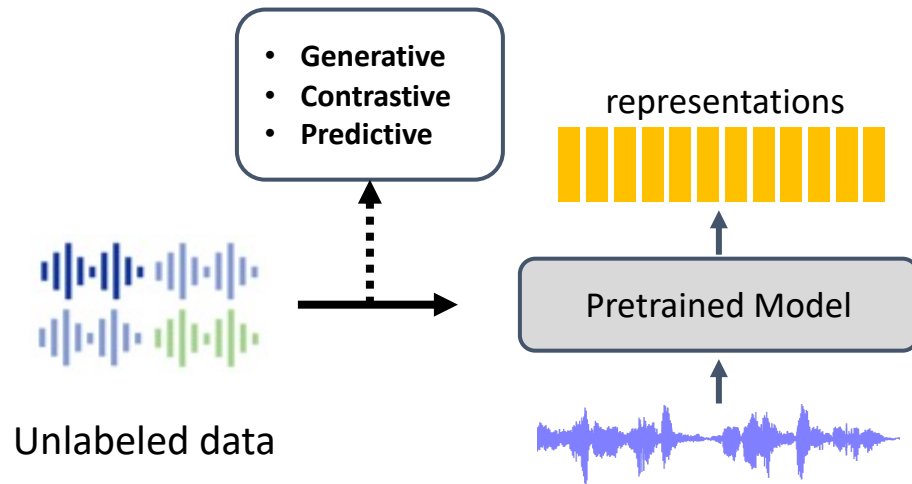 • Generative
• Contrastive
• Predictive
representations
Pretrained Model
Unlabeled data